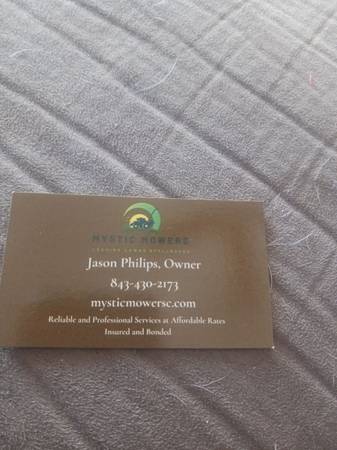 MYSTIC MOWERS
Jason Philips, Owner
843-430-2173
mysticmowersc.com
Reliable and Professional Services at Affordable Rates
Insured and Bonded